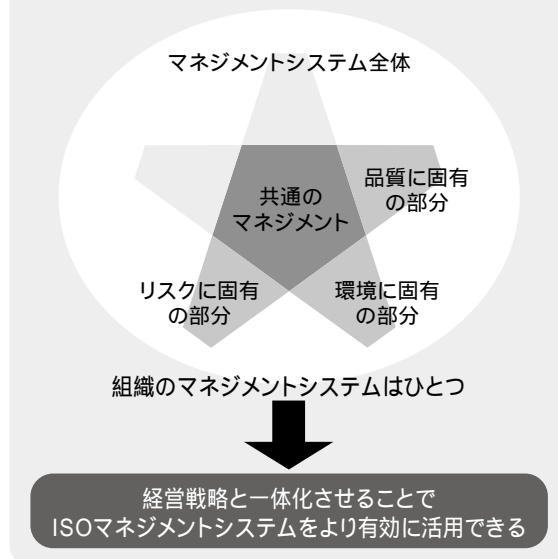 マネジメントシステム全体
共通の
マネジメント
品質に固有
の部分
リスクに固有
の部分
環境に固有
の部分
組織のマネジメントシステムはひとつ
経営戦略と一体化させることで
ISOマネジメントシステムをより有効に活用できる